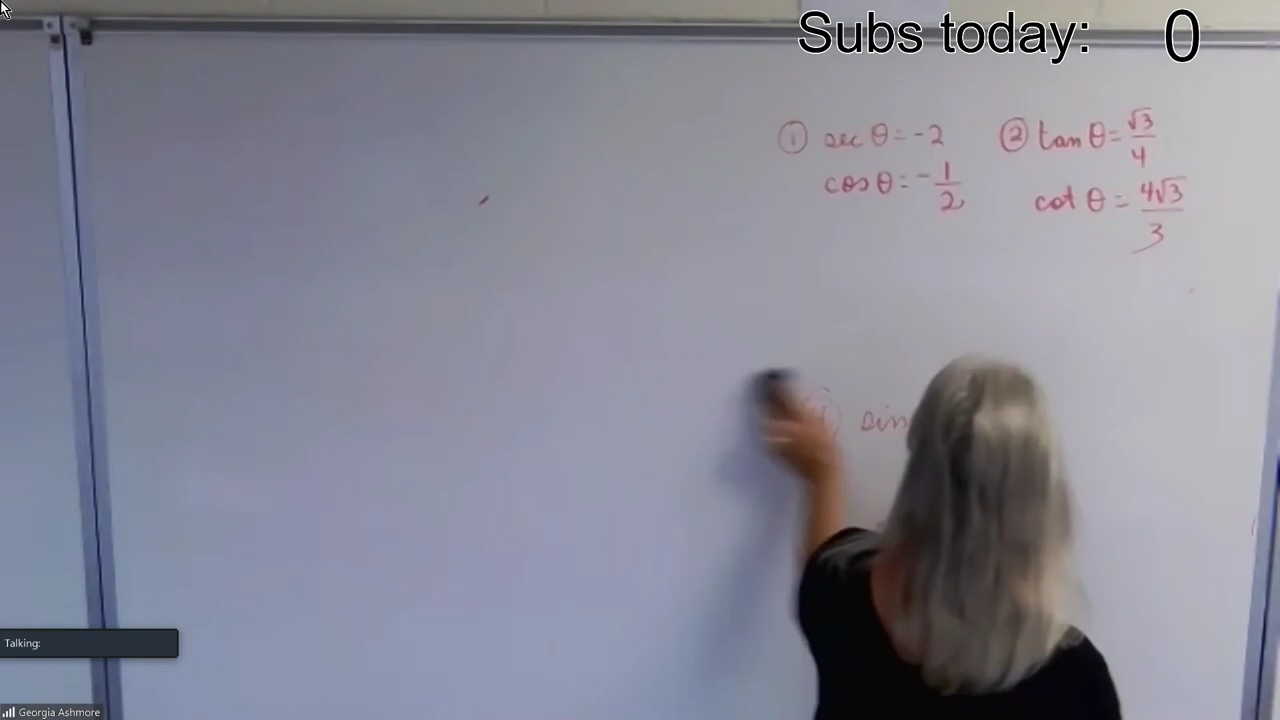 Subs today: 0
① sec θ = -2 ② tan θ = √3/4
cos θ = -1/2 cot θ = 4√3/3
sin
Talking:
Georgia Ashmore